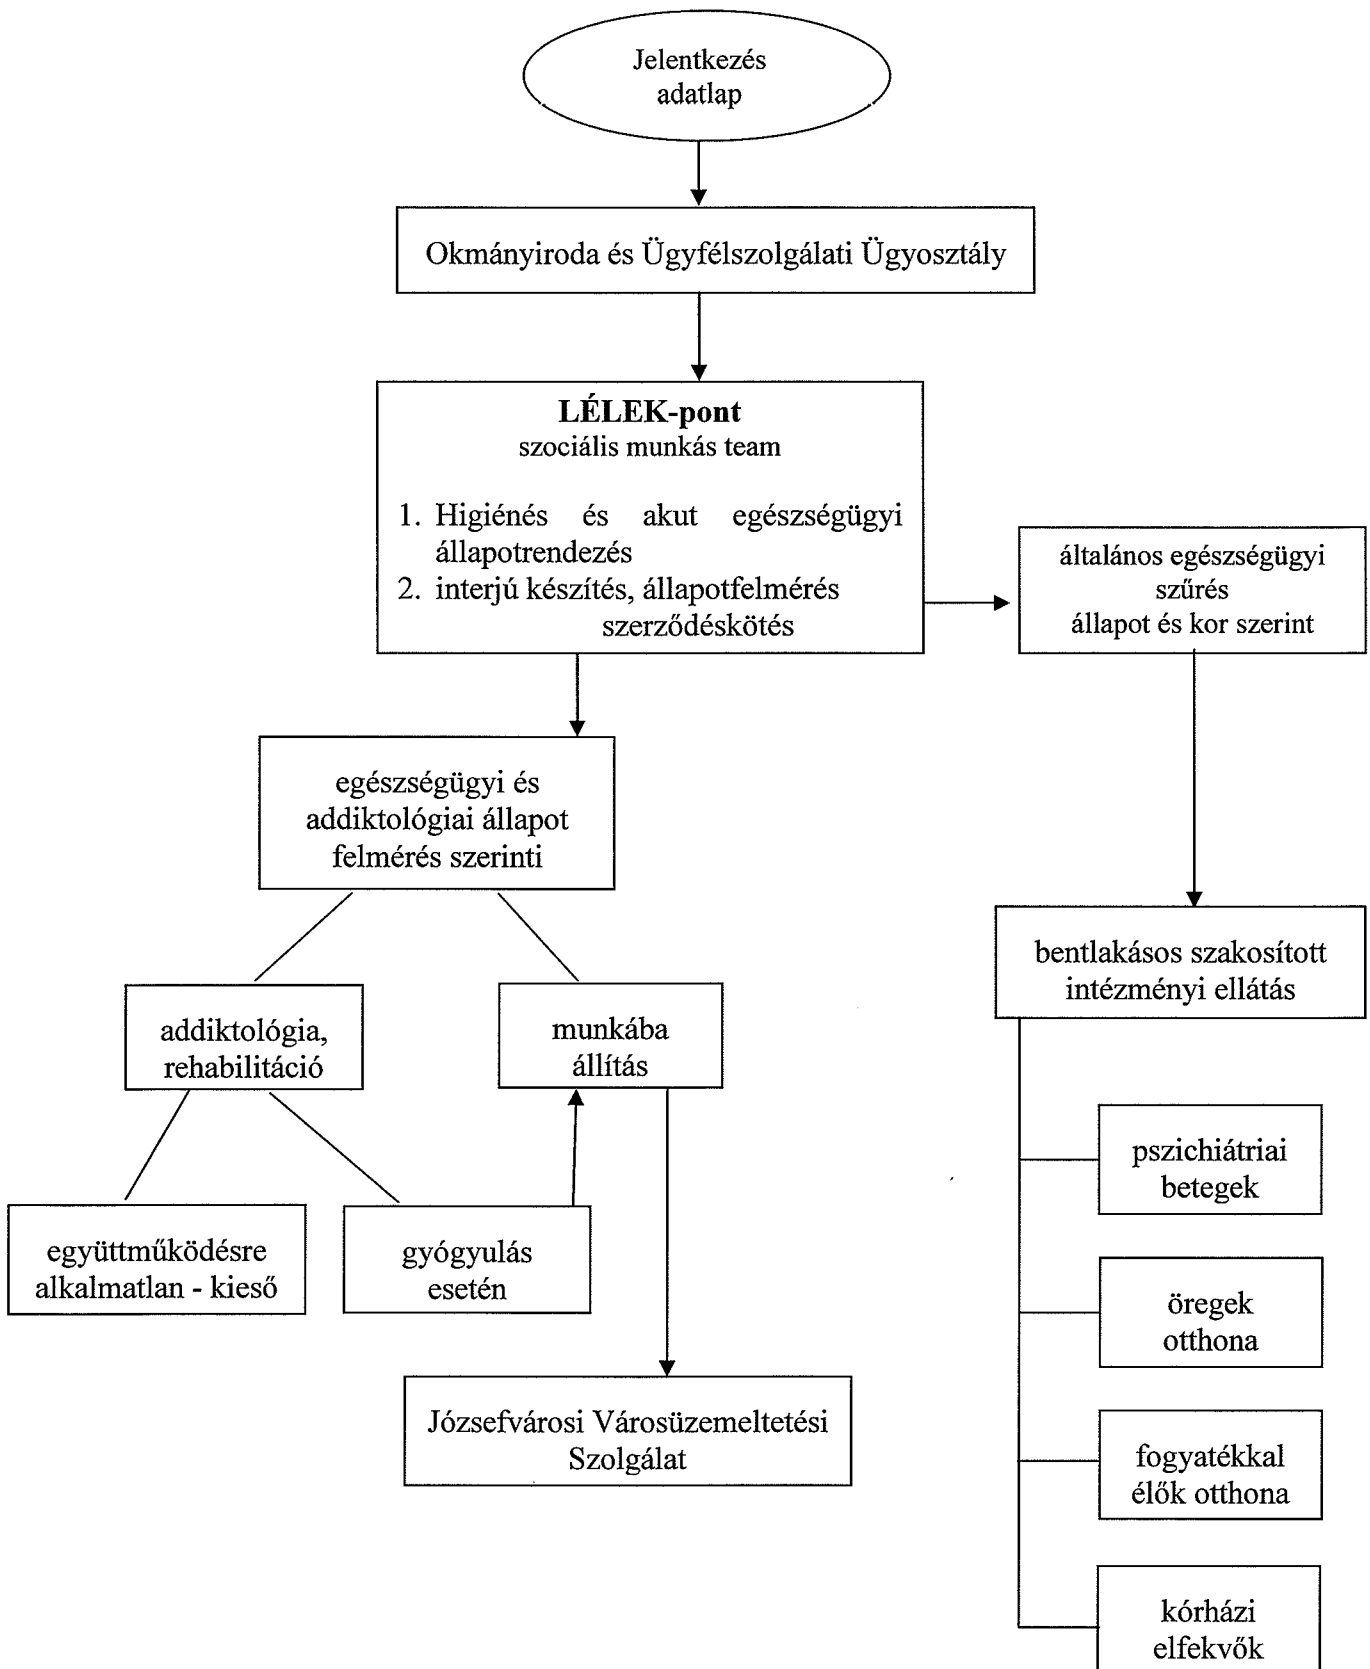 Jelentkezés
adatlap
Okmányiroda és Ügyfélszolgálati Ügyosztály
LÉLEK-pont
szociális munkás team
1. Higiénés és akut egészségügyi
állapotrendezés
2. interjú készítés, állapotfelmérés
szerződéskötés
általános egészségügyi
szűrés
állapot és kor szerint
egészségügyi és
addiktológiai állapot
felmérés szerinti
bentlakásos szakosított
intézményi ellátás
addiktológia,
rehabilitáció
munkába
állítás
pszichiátriai
betegek
együttműködésre
alkalmatlan - kieső
gyógyulás
esetén
öregek
otthona
Józsefvárosi Városüzemeltetési
Szolgálat
fogyatékkal
élők otthona
kórházi
elfekvők